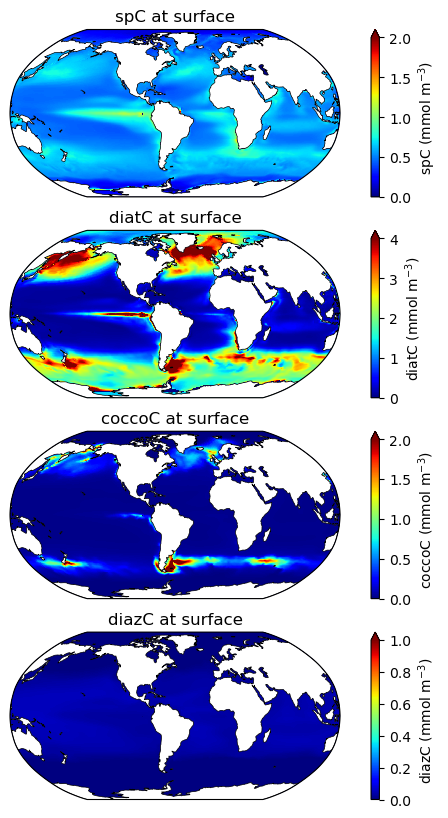 spC at surface
2.0
1.5
1.0
0.5
0.0
spC (mmol m⁻³)
diatC at surface
4
3
2
1
0
diatC (mmol m⁻³)
coccoC at surface
2.0
1.5
1.0
0.5
0.0
coccoC (mmol m⁻³)
diazC at surface
1.0
0.8
0.6
0.4
0.2
0.0
diazC (mmol m⁻³)